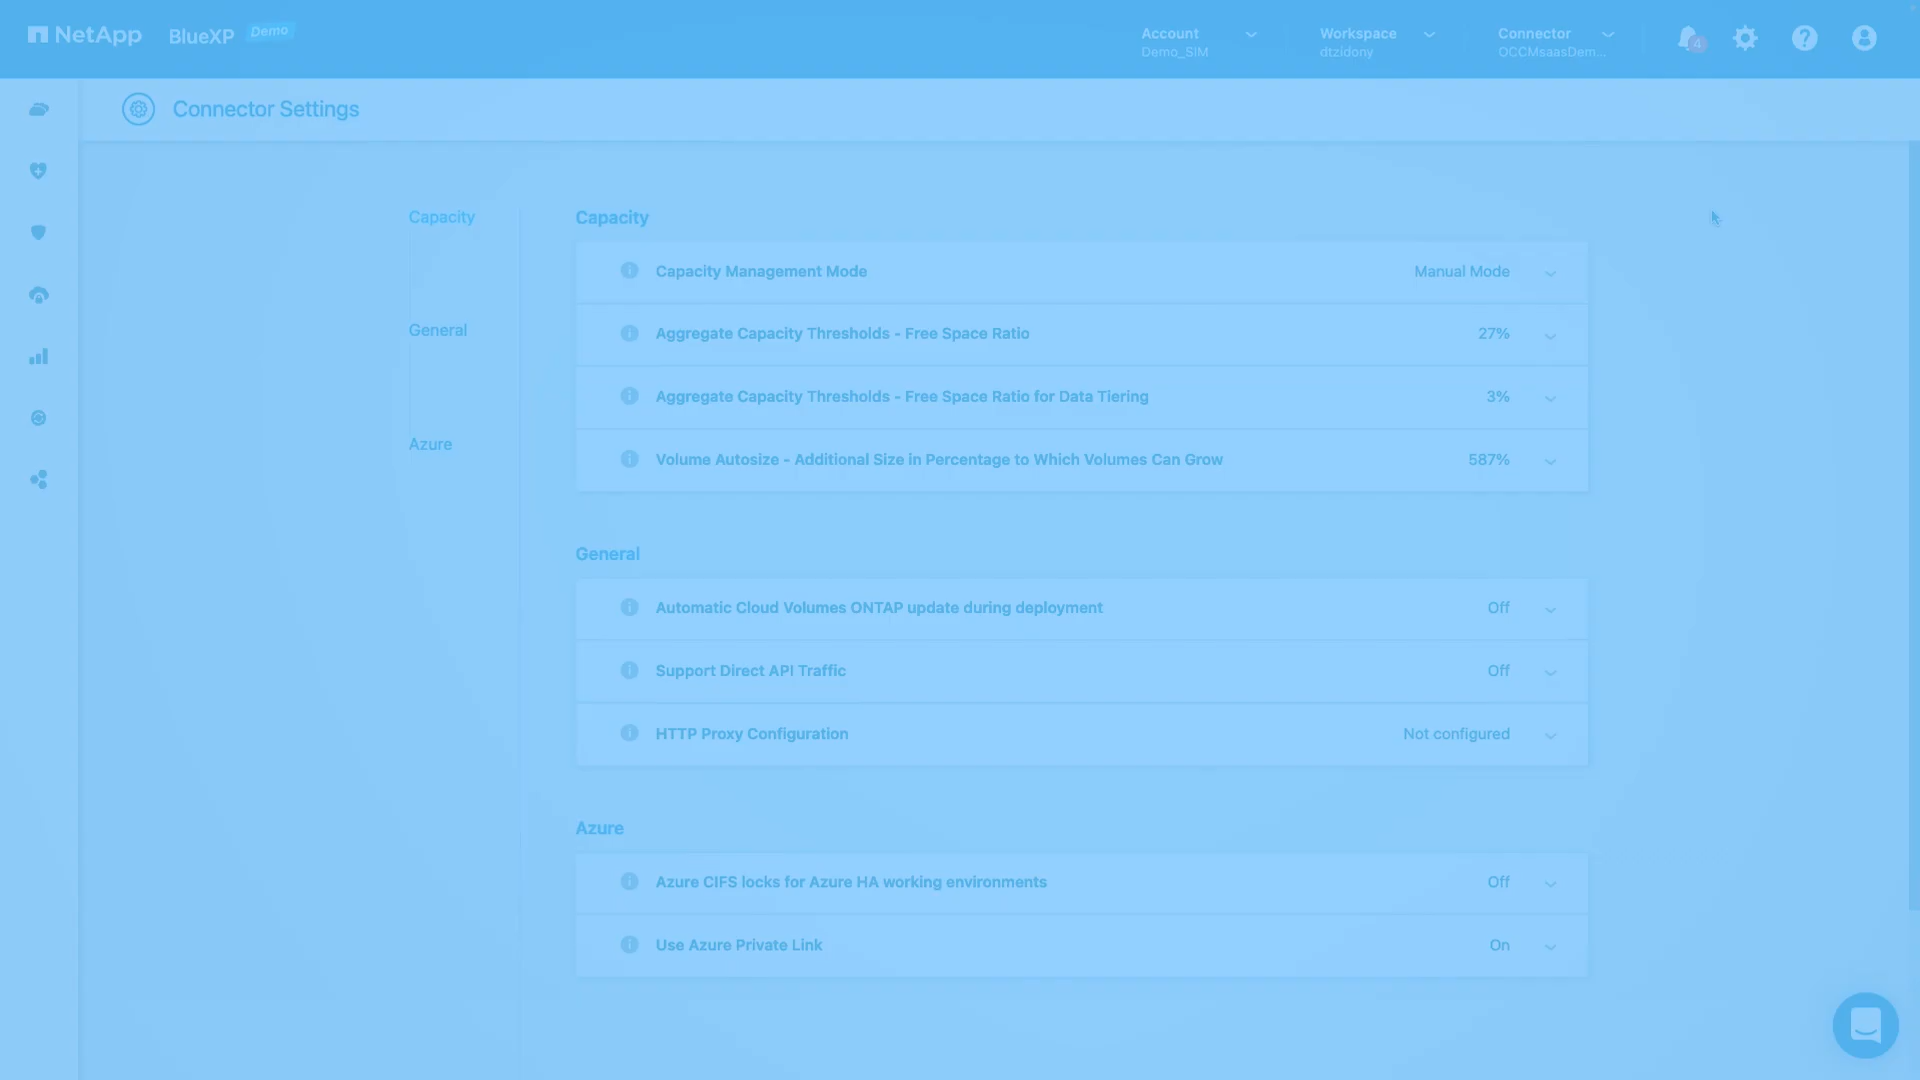 NetApp BlueXP Demo
Account
Demo_SIM
Workspace
dtzidony
Connector
OCCMsaasDem...
4
Connector Settings
Capacity
General
Azure
Capacity
Capacity Management Mode Manual Mode
Aggregate Capacity Thresholds - Free Space Ratio 27%
Aggregate Capacity Thresholds - Free Space Ratio for Data Tiering 3%
Volume Autosize - Additional Size in Percentage to Which Volumes Can Grow 587%
General
Automatic Cloud Volumes ONTAP update during deployment Off
Support Direct API Traffic Off
HTTP Proxy Configuration Not configured
Azure
Azure CIFS locks for Azure HA working environments Off
Use Azure Private Link On